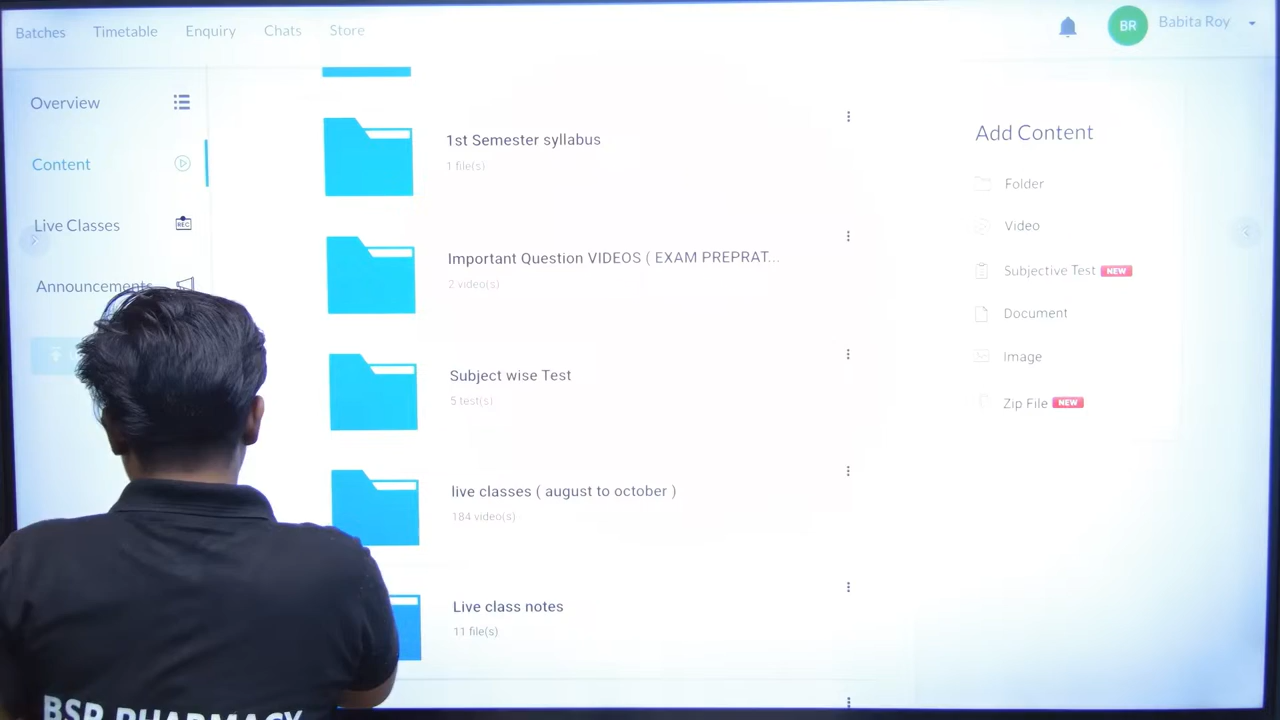 Batches
Timetable
Enquiry
Chats
Store
BR
Babita Roy
Overview
Content
Live Classes
REC
Announcements
1st Semester syllabus
1 file(s)
Important Question VIDEOS ( EXAM PREPRAT...
2 video(s)
Subject wise Test
5 test(s)
live classes ( august to october )
184 video(s)
Live class notes
11 file(s)
Add Content
Folder
Video
Subjective Test NEW
Document
Image
Zip File NEW
BSR PHARMACY